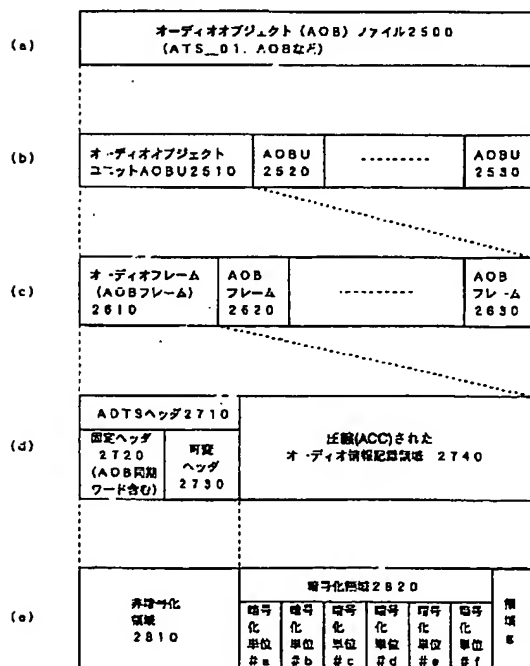 (a)
オーディオオブジェクト(AOB)ファイル2500
(ATS_01.AOBなど)
(b)
オーディオオブジェクト
ユニットAOBU2510
AOBU
2520
AOBU
2530
(c)
オーディオフレーム
(AOBフレーム)
2610
AOB
フレーム
2620
AOB
フレーム
2630
(d)
ADTSヘッダ2710
固定ヘッダ
2720
(AOB同期
ワード含む)
可変
ヘッダ
2730
圧縮(ACC)された
オーディオ情報記録領域 2740
(e)
非暗号化
領域
2810
暗号化領域2820
暗号
化
単位
#a
暗号
化
単位
#b
暗号
化
単位
#c
暗号
化
単位
#d
暗号
化
単位
#e
暗号
化
単位
#f
領
域
g